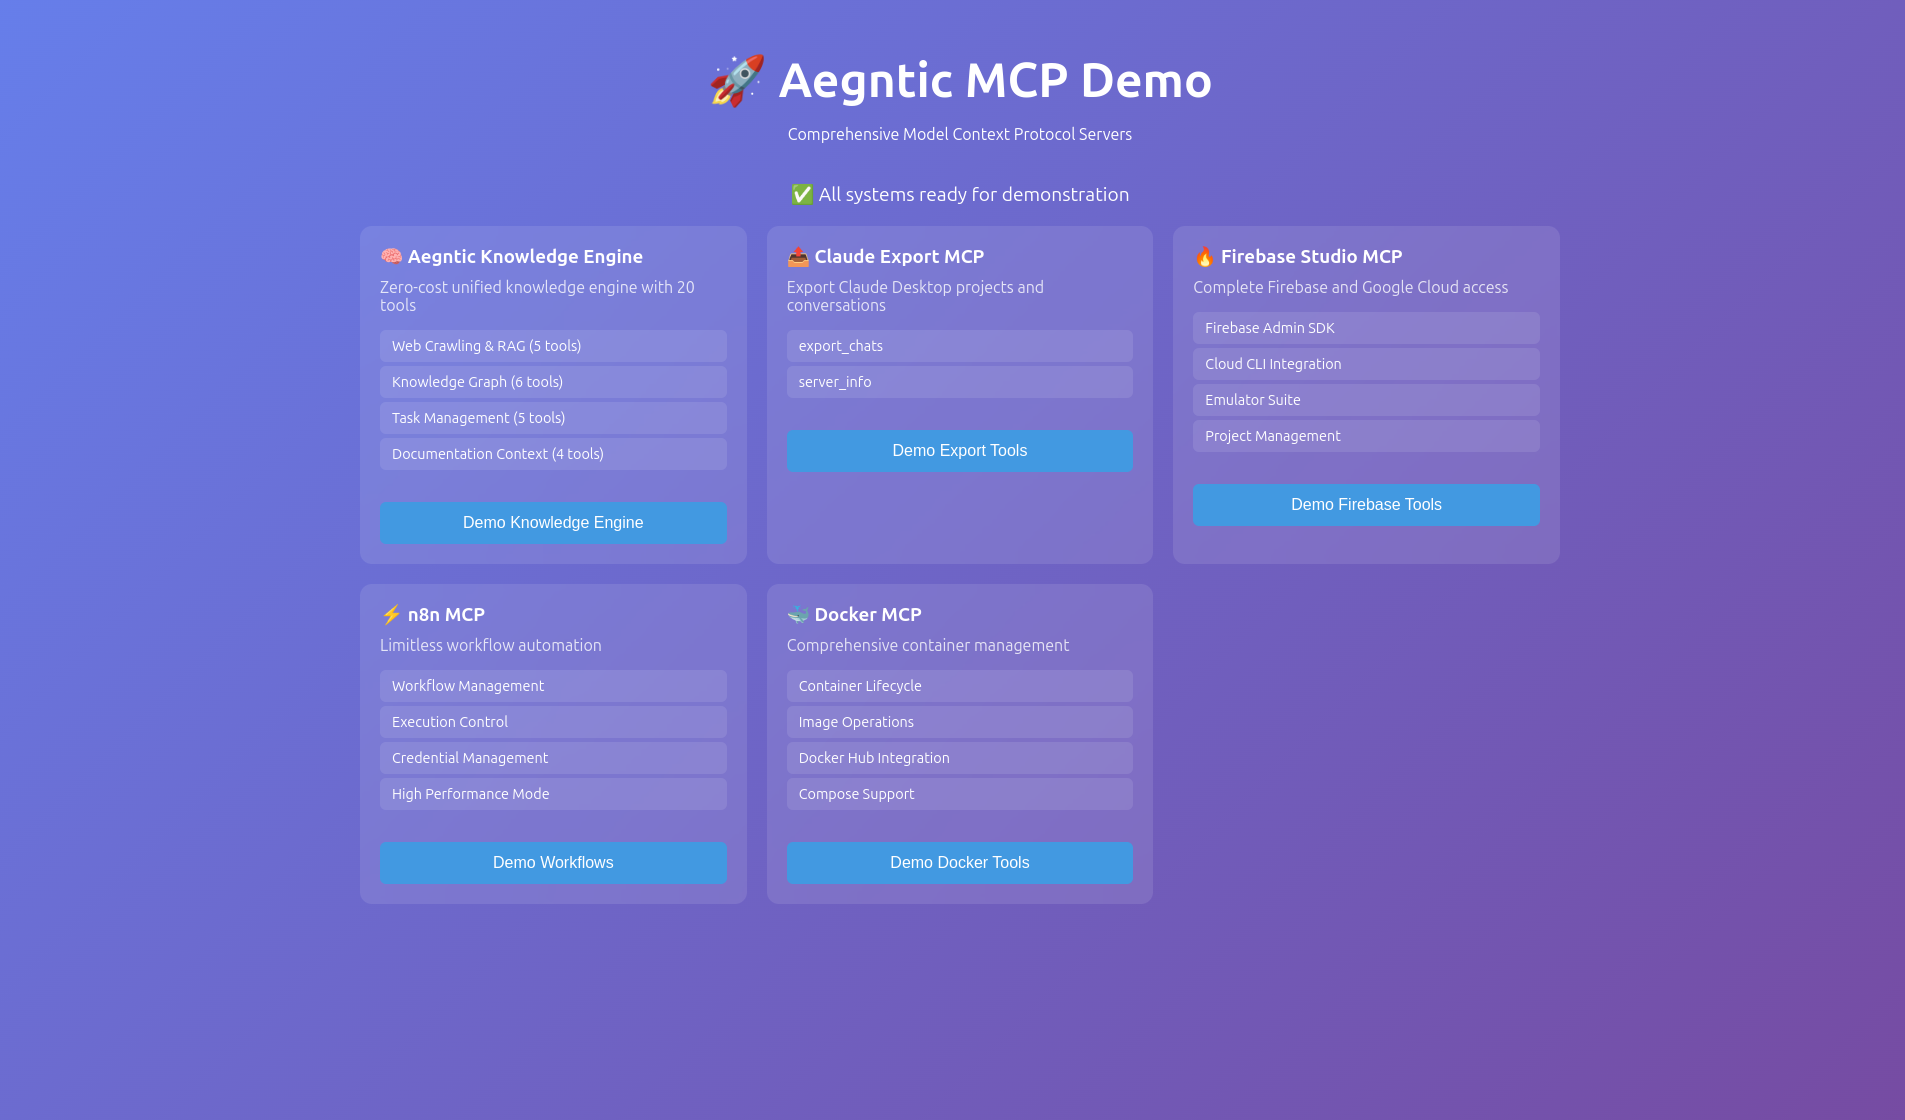 🚀 Aegntic MCP Demo
Comprehensive Model Context Protocol Servers
✅ All systems ready for demonstration
🧠 Aegntic Knowledge Engine
Zero-cost unified knowledge engine with 20
tools
Web Crawling & RAG (5 tools)
Knowledge Graph (6 tools)
Task Management (5 tools)
Documentation Context (4 tools)
Demo Knowledge Engine
📤 Claude Export MCP
Export Claude Desktop projects and
conversations
export_chats
server_info
Demo Export Tools
🔥 Firebase Studio MCP
Complete Firebase and Google Cloud access
Firebase Admin SDK
Cloud CLI Integration
Emulator Suite
Project Management
Demo Firebase Tools
⚡ n8n MCP
Limitless workflow automation
Workflow Management
Execution Control
Credential Management
High Performance Mode
Demo Workflows
🐳 Docker MCP
Comprehensive container management
Container Lifecycle
Image Operations
Docker Hub Integration
Compose Support
Demo Docker Tools